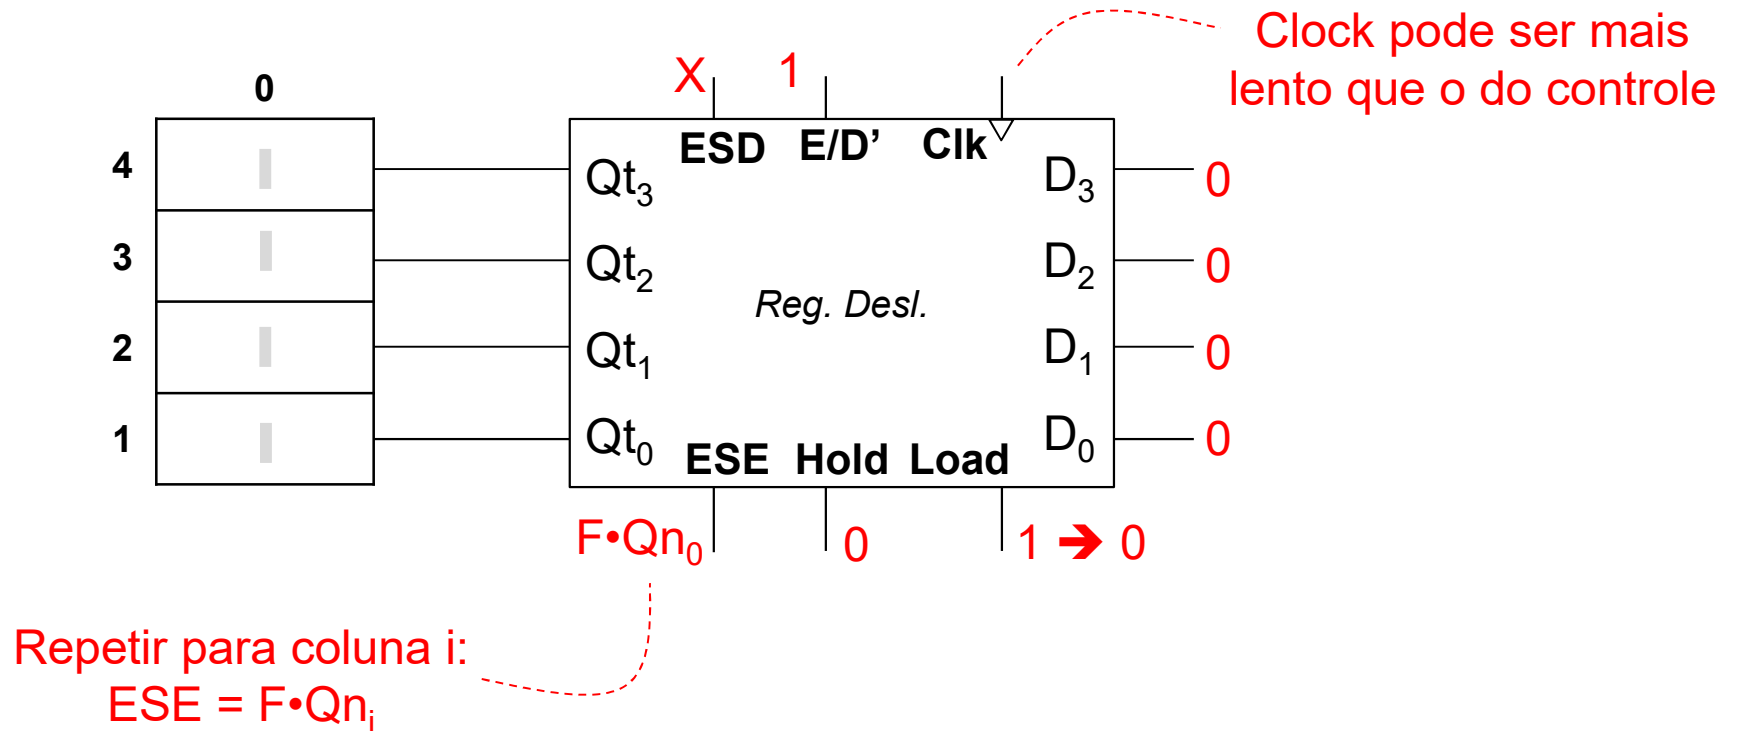 Clock pode ser mais
lento que o do controle
0
4
3
2
1
X
1
ESD E/D’ Clk
Qt3
Qt2
Qt1
Qt0
Reg. Desl.
D3
D2
D1
D0
0
0
0
0
ESE Hold Load
F•Qn0
0
1 ➔ 0
Repetir para coluna i:
ESE = F•Qni